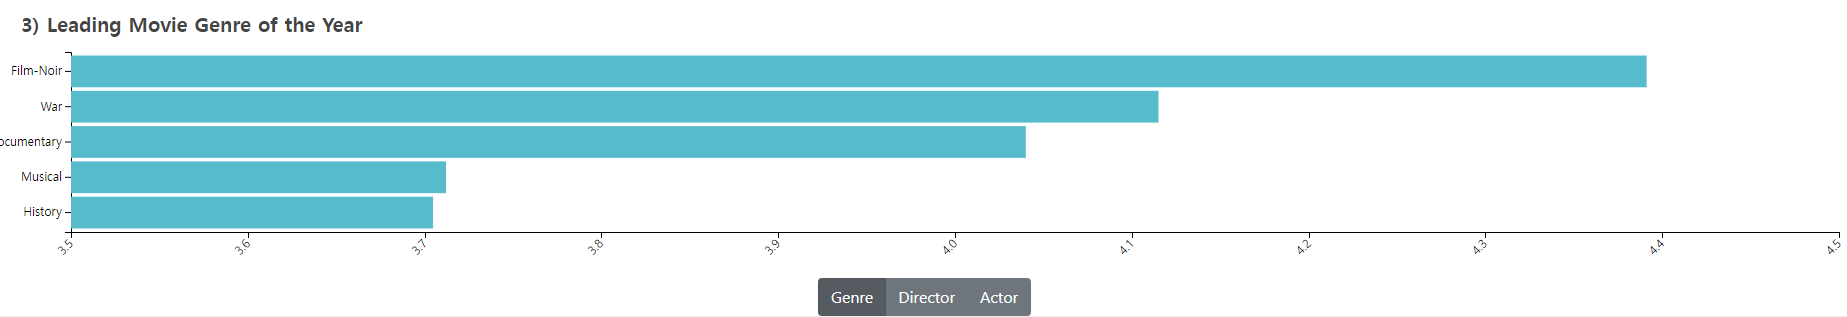 3) Leading Movie Genre of the Year
Film-Noir
War
ocumentary
Musical
History
3.5 3.6 3.7 3.8 3.9 4.0 4.1 4.2 4.3 4.4 4.5
Genre Director Actor